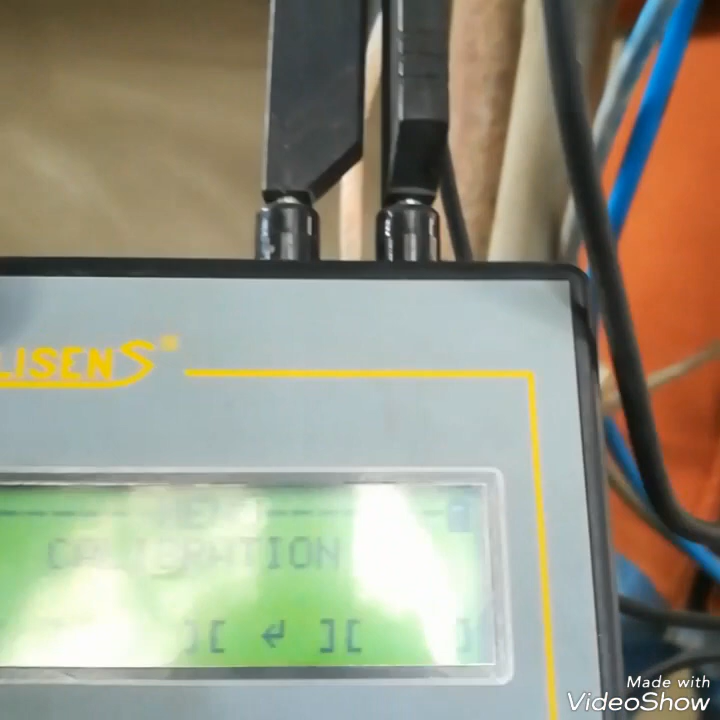 LISENS®
CALIBRATION
][ ↵ ][ ]
Made with
VideoShow